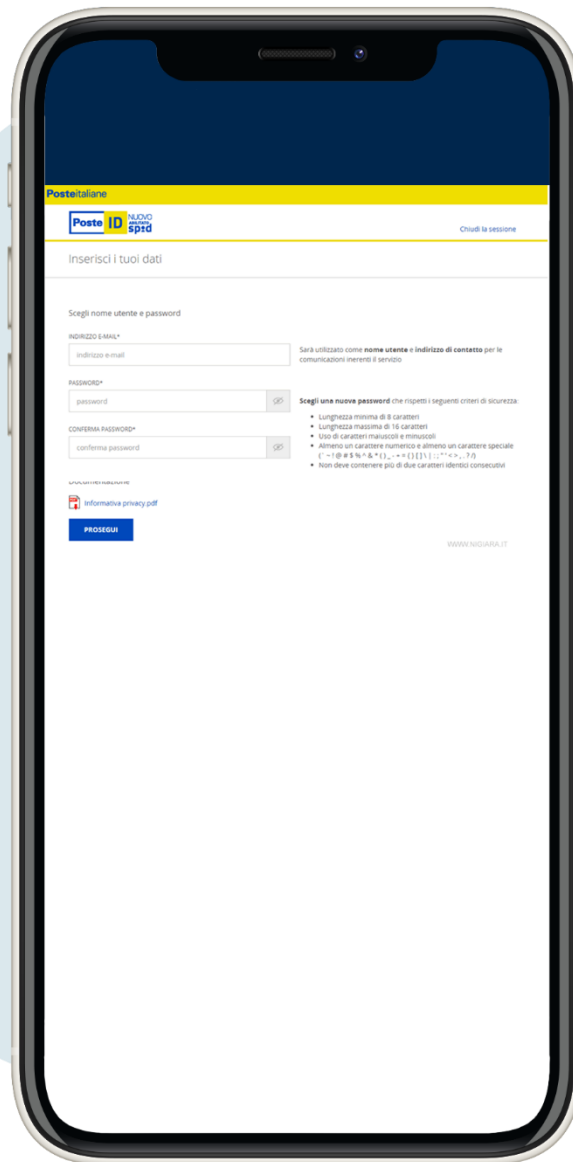 Posteitaliane
Poste ID NUOVO ABILITATO spid
Chiudi la sessione
Inserisci i tuoi dati
Scegli nome utente e password
INDIRIZZO E-MAIL*
indirizzo e-mail
Sarà utilizzato come nome utente e indirizzo di contatto per le
comunicazioni inerenti il servizio
PASSWORD*
password
Scegli una nuova password che rispetti i seguenti criteri di sicurezza:
Lunghezza minima di 8 caratteri
Lunghezza massima di 16 caratteri
Uso di caratteri maiuscoli e minuscoli
Almeno un carattere numerico e almeno un carattere speciale
Non deve contenere più di due caratteri identici consecutivi
CONFERMA PASSWORD*
conferma password
Documentazione
Informativa privacy.pdf
PROSEGUI
WWW.NIGIARA.IT